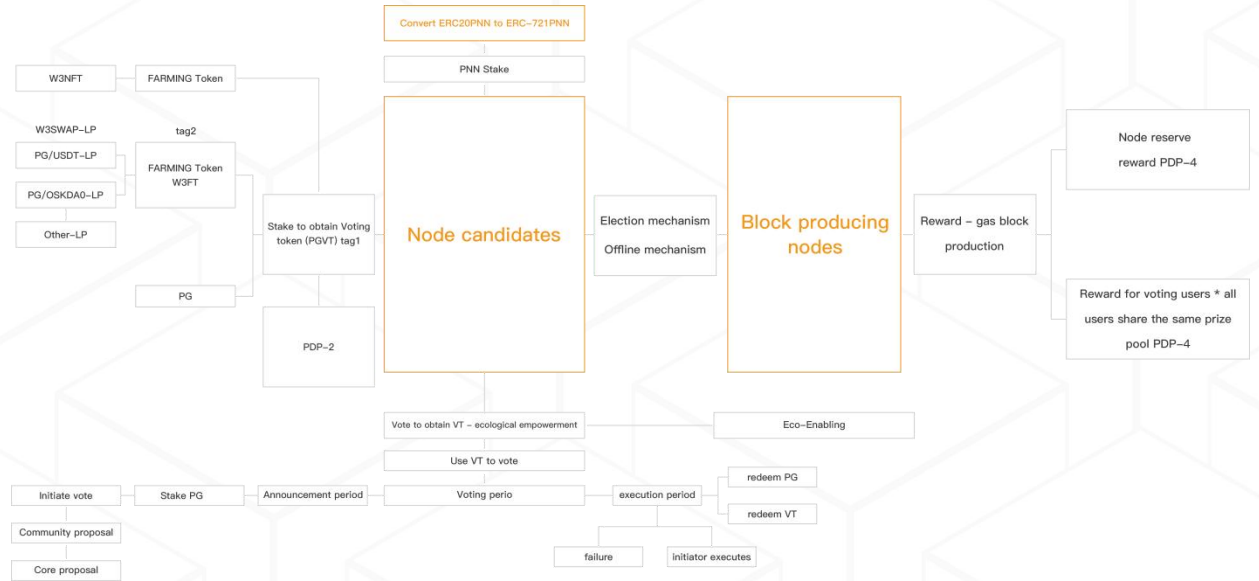 Convert ERC20PNN to ERC-721PNN
PNN Stake
W3NFT
FARMING Token
W3SWAP-LP
tag2
PG/USDT-LP
FARMING Token
W3FT
PG/OSKDA0-LP
Other-LP
Stake to obtain Voting
token (PGVT) tag1
PG
PDP-2
Node candidates
Election mechanism
Offline mechanism
Block producing
nodes
Reward - gas block
production
Node reserve
reward PDP-4
Reward for voting users * all
users share the same prize
pool PDP-4
Vote to obtain VT - ecological empowerment
Eco-Enabling
Use VT to vote
Initiate vote
Stake PG
Announcement period
Voting perio
execution period
redeem PG
redeem VT
Community proposal
Core proposal
failure
initiator executes